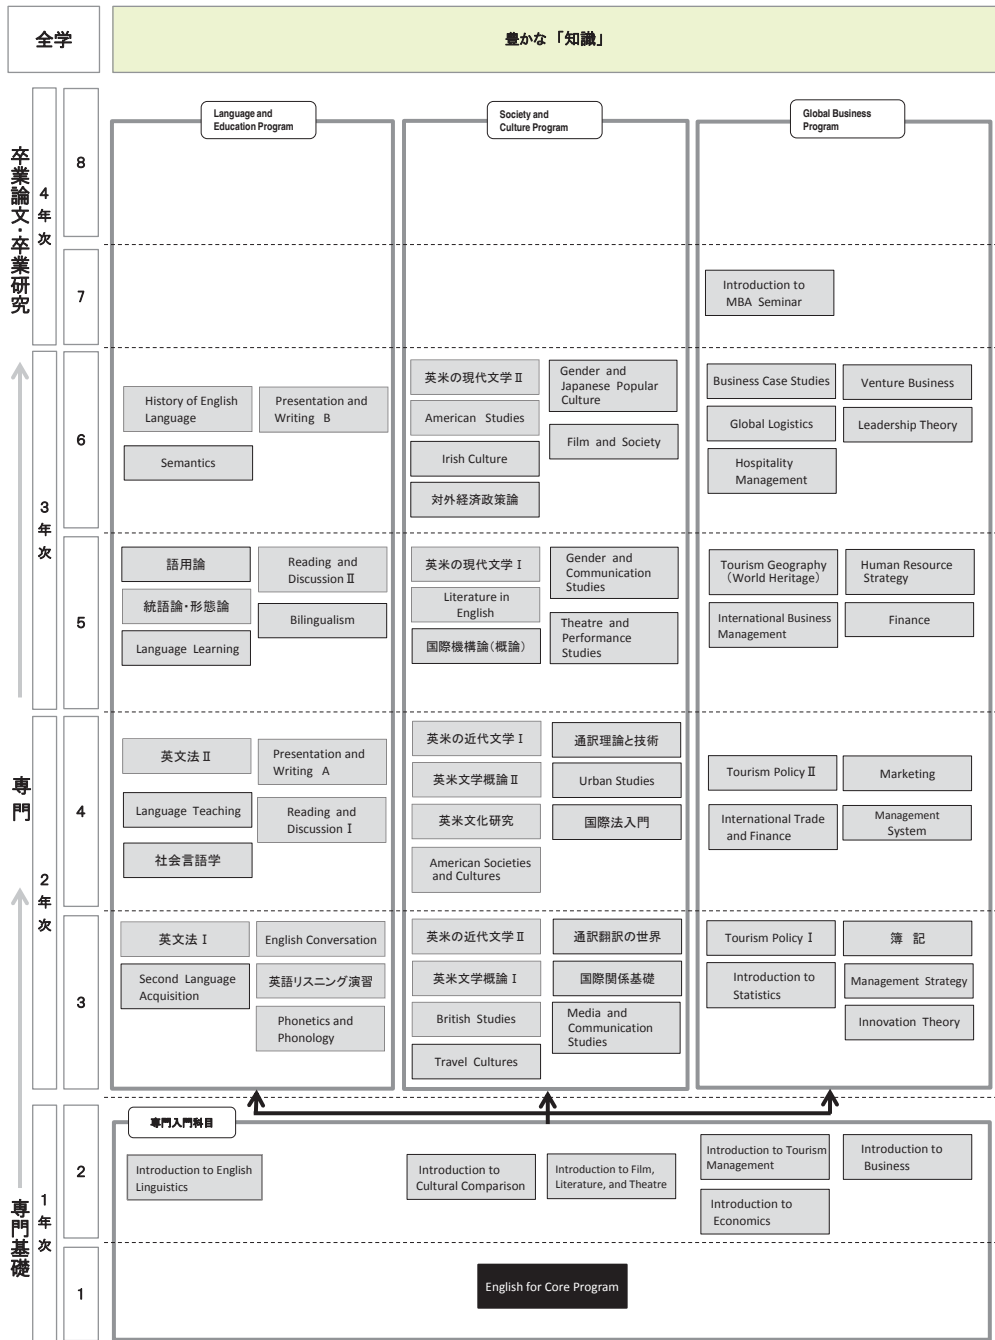 全学
豊かな「知識」
卒業論文・卒業研究
4年次
8
7
Language and
Education Program
Society and
Culture Program
Global Business
Program
Introduction to
MBA Seminar
3年次
6
History of English
Language
Presentation and
Writing B
Semantics
英米の現代文学Ⅱ
Gender and
Japanese Popular
Culture
American Studies
Film and Society
Irish Culture
対外経済政策論
Business Case Studies
Venture Business
Global Logistics
Leadership Theory
Hospitality
Management
5
語用論
Reading and
Discussion Ⅱ
統語論・形態論
Bilingualism
Language Learning
英米の現代文学Ⅰ
Gender and
Communication
Studies
Literature in
English
Theatre and
Performance
Studies
国際機構論(概論)
Tourism Geography
(World Heritage)
Human Resource
Strategy
International Business
Management
Finance
専門
2年次
4
英文法Ⅱ
Presentation and
Writing A
Language Teaching
Reading and
Discussion Ⅰ
社会言語学
英米の近代文学Ⅰ
通訳理論と技術
英米文学概論Ⅱ
Urban Studies
英米文化研究
国際法入門
American Societies
and Cultures
Tourism Policy Ⅱ
Marketing
International Trade
and Finance
Management
System
3
英文法Ⅰ
English Conversation
Second Language
Acquisition
英語リスニング演習
Phonetics and
Phonology
英米の近代文学Ⅱ
通訳翻訳の世界
英米文学概論Ⅰ
国際関係基礎
British Studies
Media and
Communication
Studies
Travel Cultures
Tourism Policy Ⅰ
簿記
Introduction to
Statistics
Management Strategy
Innovation Theory
専門基礎
1年次
2
専門入門科目
Introduction to English
Linguistics
Introduction to
Cultural Comparison
Introduction to Film,
Literature, and Theatre
Introduction to Tourism
Management
Introduction to
Business
Introduction to
Economics
1
English for Core Program